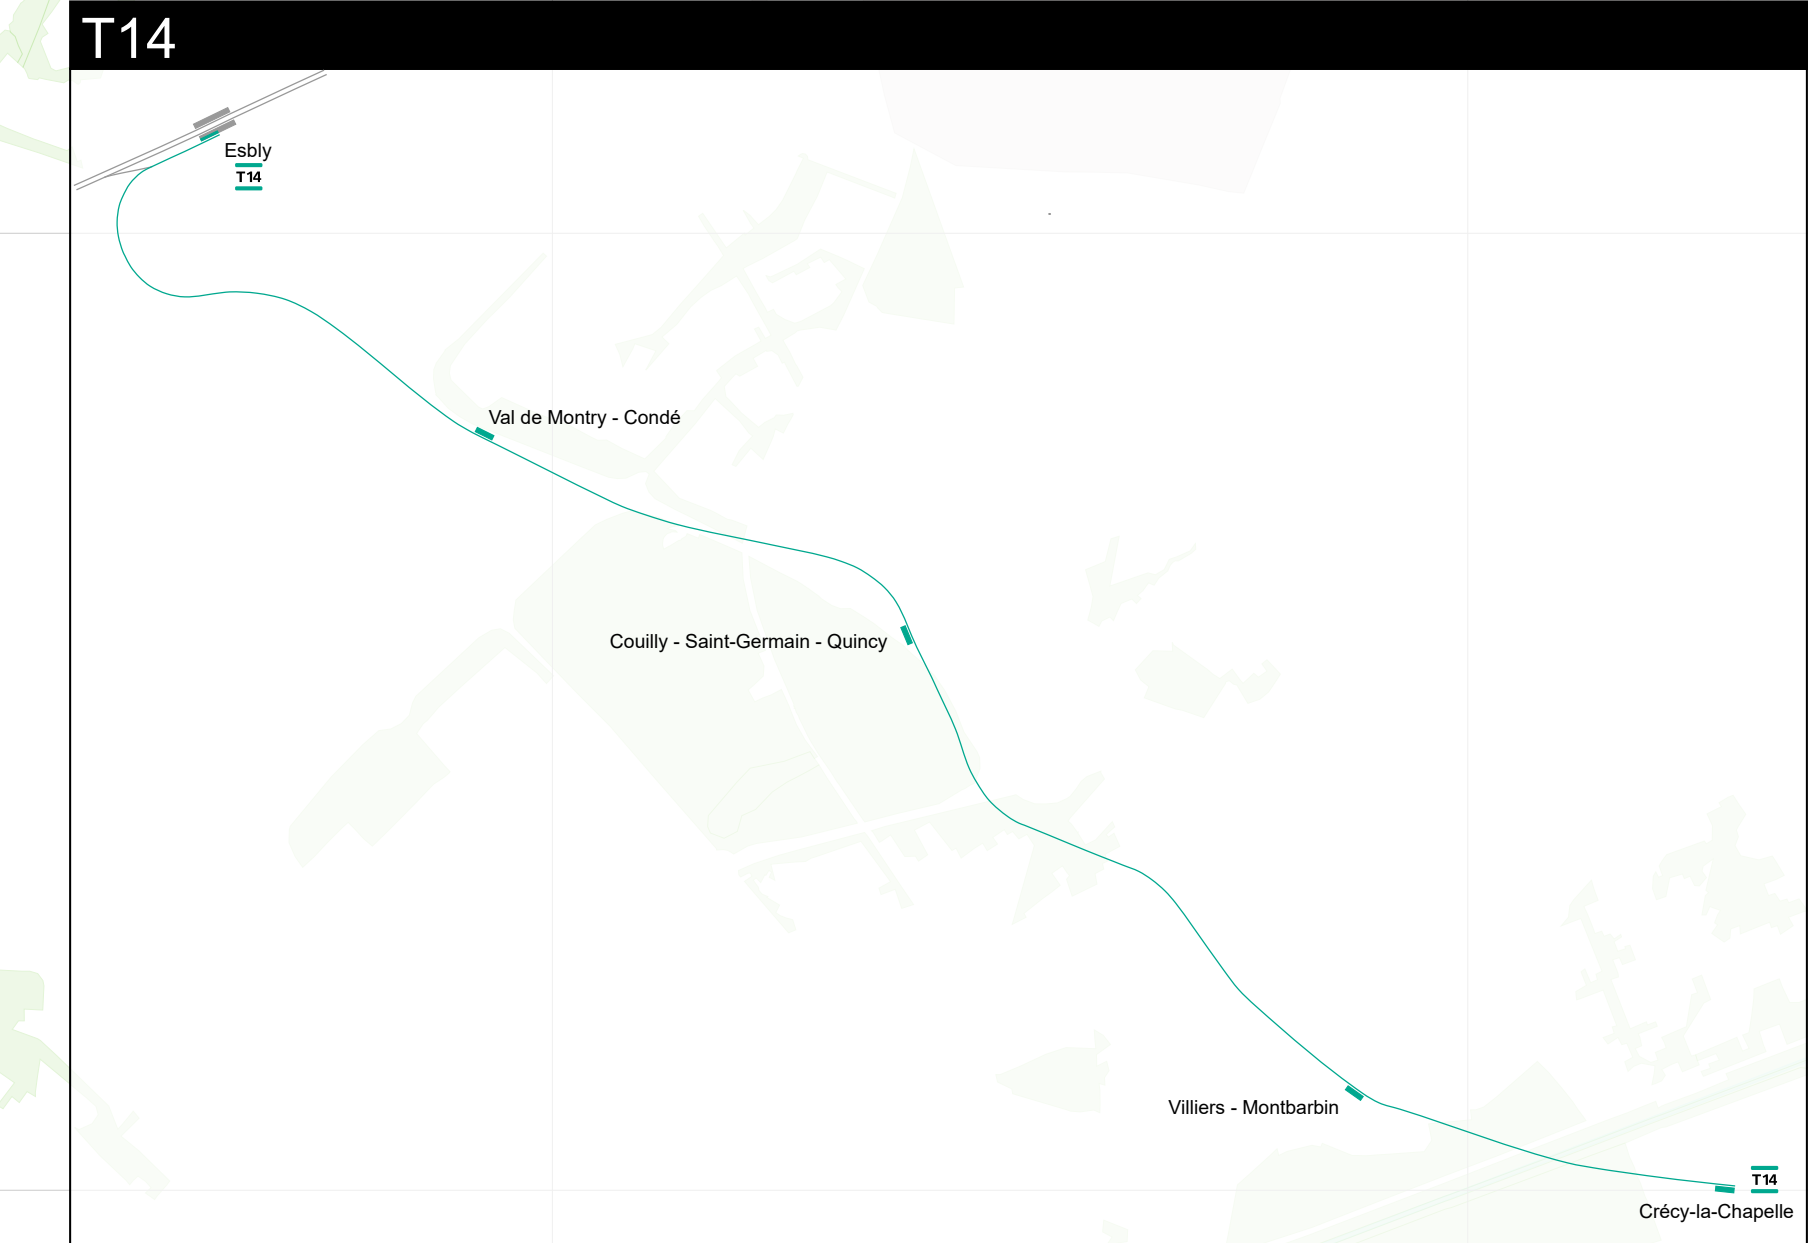 T14
Esbly
T14
Val de Montry - Condé
Couilly - Saint-Germain - Quincy
Villiers - Montbarbin
T14
Crécy-la-Chapelle